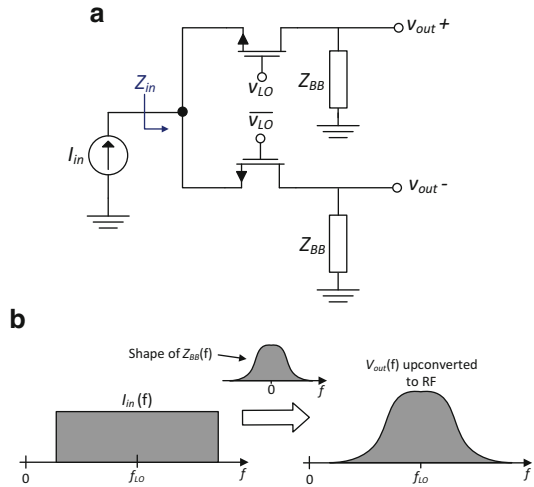 a
v_out +
Z_BB
v_LO
Z_in
v_LO
I_in
v_out -
Z_BB
b
Shape of Z_BB(f)
0
f
V_out(f) upconverted
to RF
I_in (f)
0
f_LO
f
0
f_LO
f